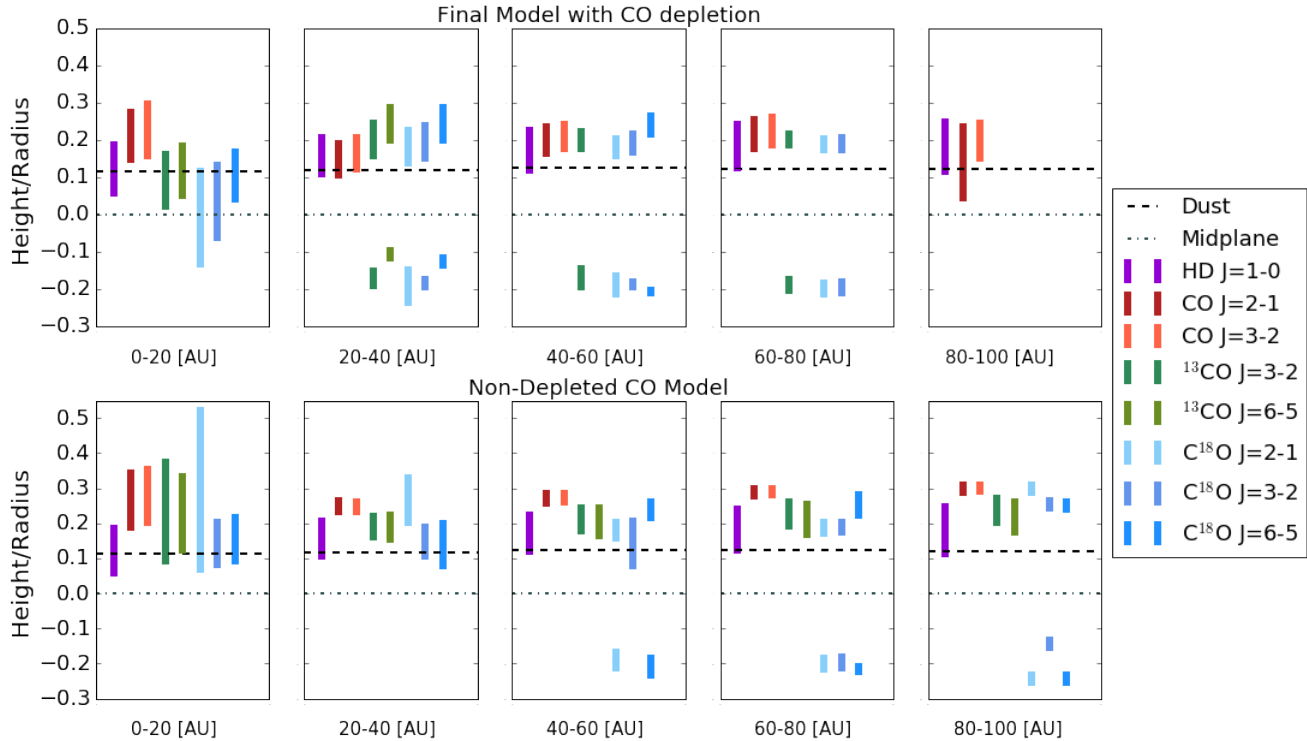 Final Model with CO depletion
Height/Radius
0.5
0.4
0.3
0.2
0.1
0.0
−0.1
−0.2
−0.3
0-20 [AU]
20-40 [AU]
40-60 [AU]
60-80 [AU]
80-100 [AU]
Non-Depleted CO Model
Height/Radius
0.5
0.4
0.3
0.2
0.1
0.0
−0.1
−0.2
−0.3
0-20 [AU]
20-40 [AU]
40-60 [AU]
60-80 [AU]
80-100 [AU]
Dust
Midplane
HD J=1-0
CO J=2-1
CO J=3-2
¹³CO J=3-2
¹³CO J=6-5
C¹⁸O J=2-1
C¹⁸O J=3-2
C¹⁸O J=6-5